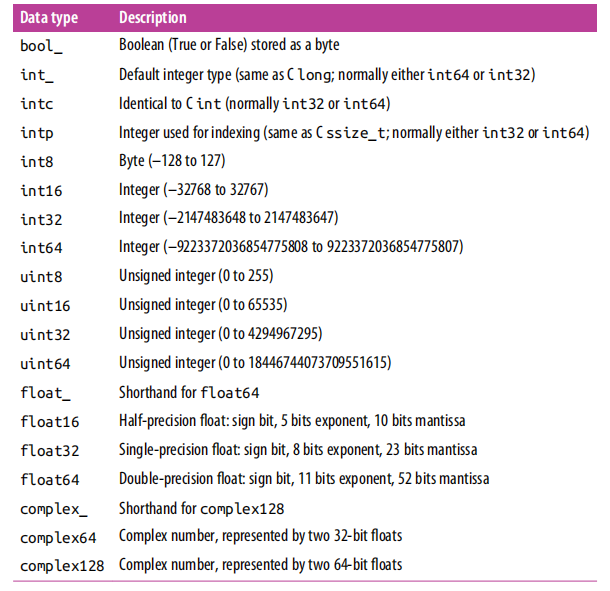 Data type Description
bool_ Boolean (True or False) stored as a byte
int_ Default integer type (same as C long; normally either int64 or int32)
intc Identical to C int (normally int32 or int64)
intp Integer used for indexing (same as C ssize_t; normally either int32 or int64)
int8 Byte (–128 to 127)
int16 Integer (–32768 to 32767)
int32 Integer (–2147483648 to 2147483647)
int64 Integer (–9223372036854775808 to 9223372036854775807)
uint8 Unsigned integer (0 to 255)
uint16 Unsigned integer (0 to 65535)
uint32 Unsigned integer (0 to 4294967295)
uint64 Unsigned integer (0 to 18446744073709551615)
float_ Shorthand for float64
float16 Half-precision float: sign bit, 5 bits exponent, 10 bits mantissa
float32 Single-precision float: sign bit, 8 bits exponent, 23 bits mantissa
float64 Double-precision float: sign bit, 11 bits exponent, 52 bits mantissa
complex_ Shorthand for complex128
complex64 Complex number, represented by two 32-bit floats
complex128 Complex number, represented by two 64-bit floats